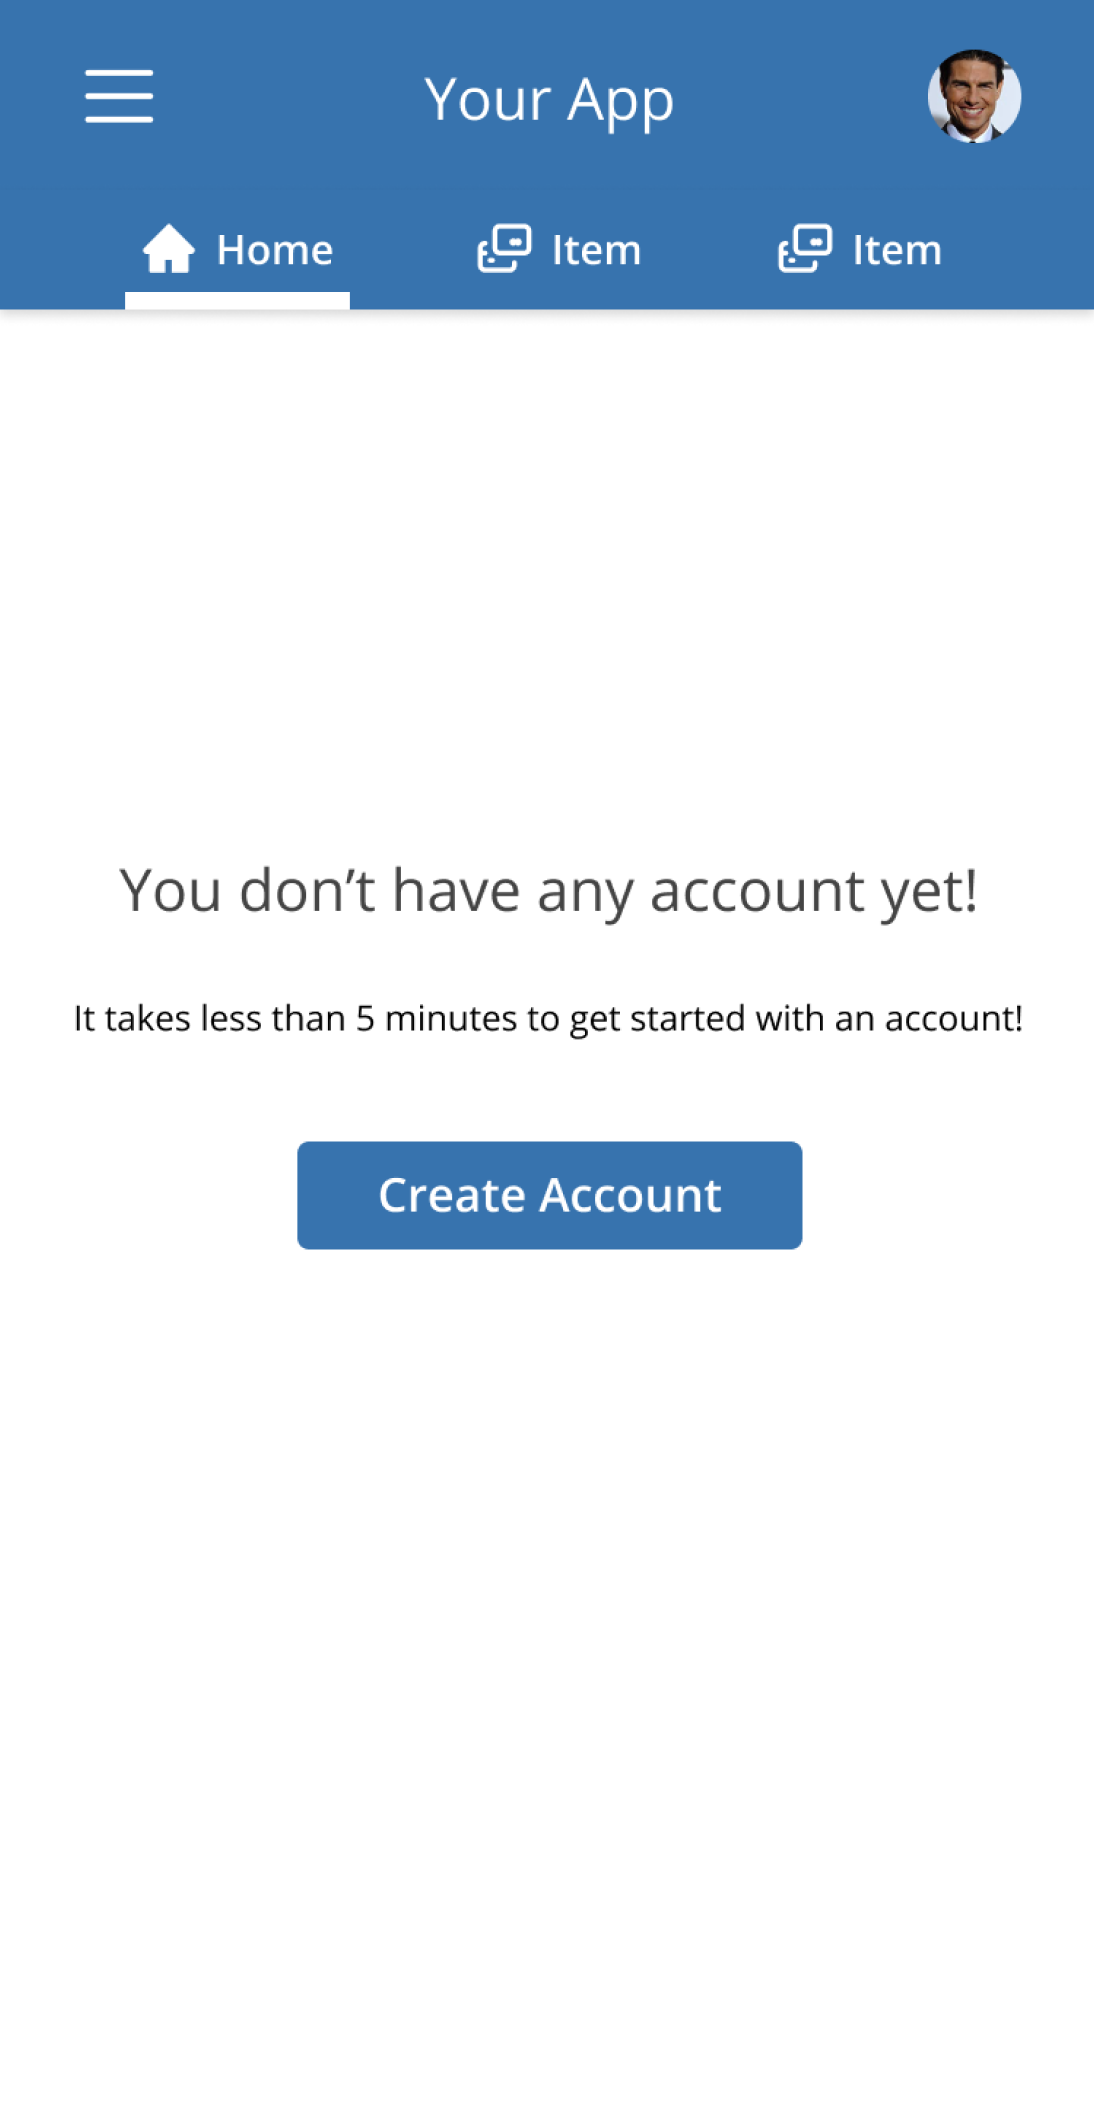 Your App
Home Item Item
You don’t have any account yet!
It takes less than 5 minutes to get started with an account!
Create Account